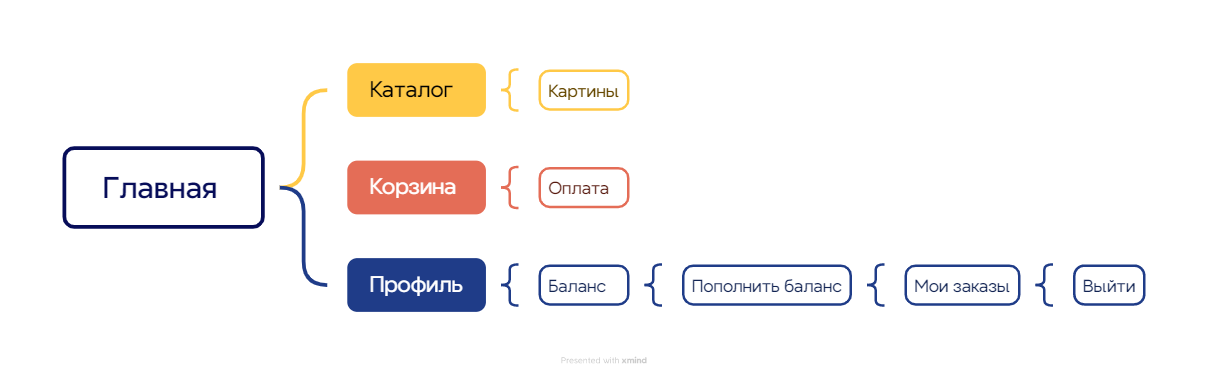 Каталог
Картины
Главная
Корзина
Оплата
Профиль
Баланс
Пополнить баланс
Мои заказы
Выйти
Presented with xmind